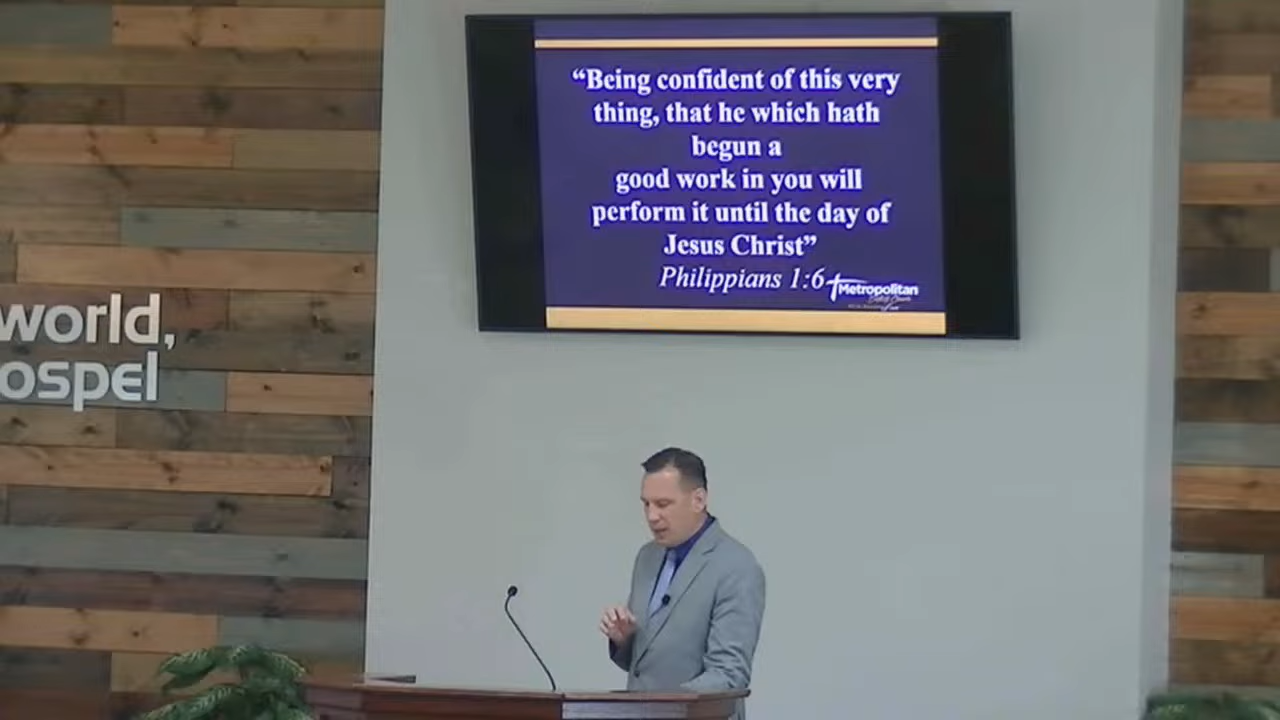 “Being confident of this very
thing, that he which hath
begun a
good work in you will
perform it until the day of
Jesus Christ”
Philippians 1:6
Metropolitan
world,
ospel